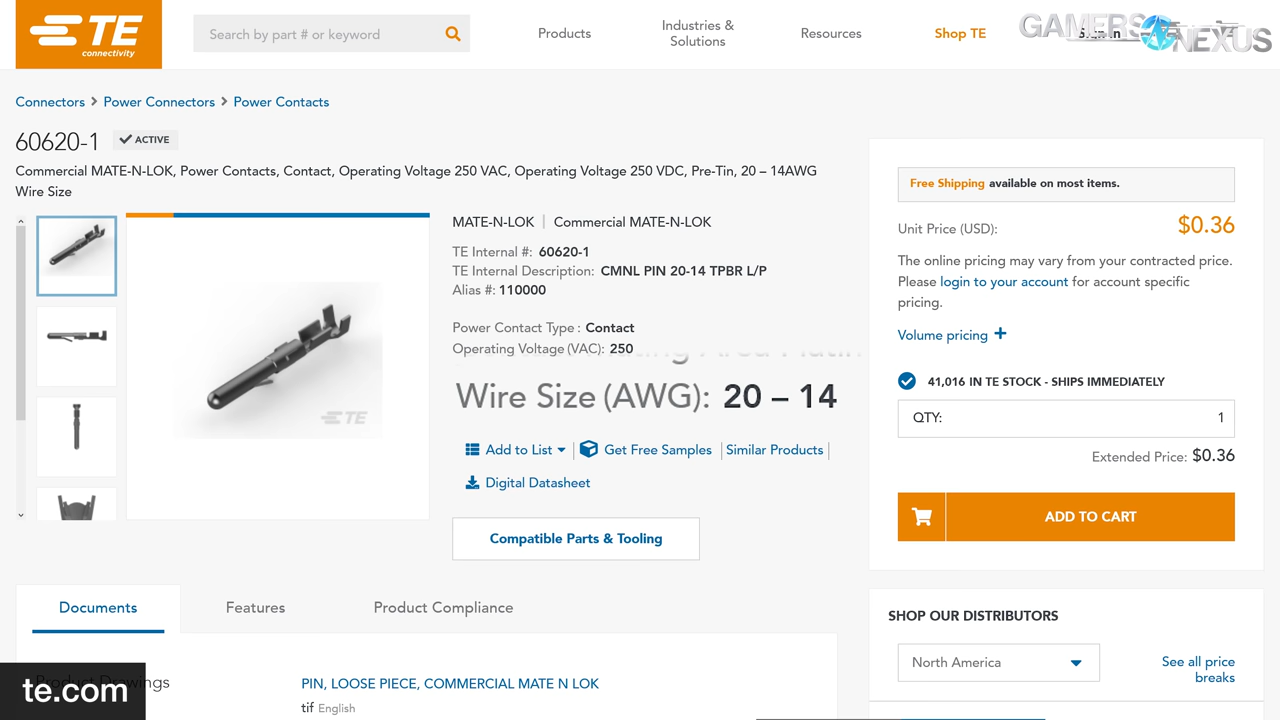 TE
connectivity
Search by part # or keyword
Products
Industries &
Solutions
Resources
Shop TE
GAMERS
NEXUS
Connectors > Power Connectors > Power Contacts
60620-1
ACTIVE
Commercial MATE-N-LOK, Power Contacts, Contact, Operating Voltage 250 VAC, Operating Voltage 250 VDC, Pre-Tin, 20 – 14AWG
Wire Size
MATE-N-LOK | Commercial MATE-N-LOK
TE Internal #: 60620-1
TE Internal Description: CMNL PIN 20-14 TPBR L/P
Alias #: 110000
Power Contact Type : Contact
Operating Voltage (VAC): 250
Wire Size (AWG): 20 – 14
TE
Add to List
Get Free Samples
Similar Products
Digital Datasheet
Compatible Parts & Tooling
Free Shipping available on most items.
Unit Price (USD): $0.36
The online pricing may vary from your contracted price.
Please login to your account for account specific
pricing.
Volume pricing +
41,016 IN TE STOCK - SHIPS IMMEDIATELY
QTY: 1
Extended Price: $0.36
ADD TO CART
Documents
Features
Product Compliance
SHOP OUR DISTRIBUTORS
North America
See all price
breaks
Product Drawings
te.com
PIN, LOOSE PIECE, COMMERCIAL MATE N LOK
tif English